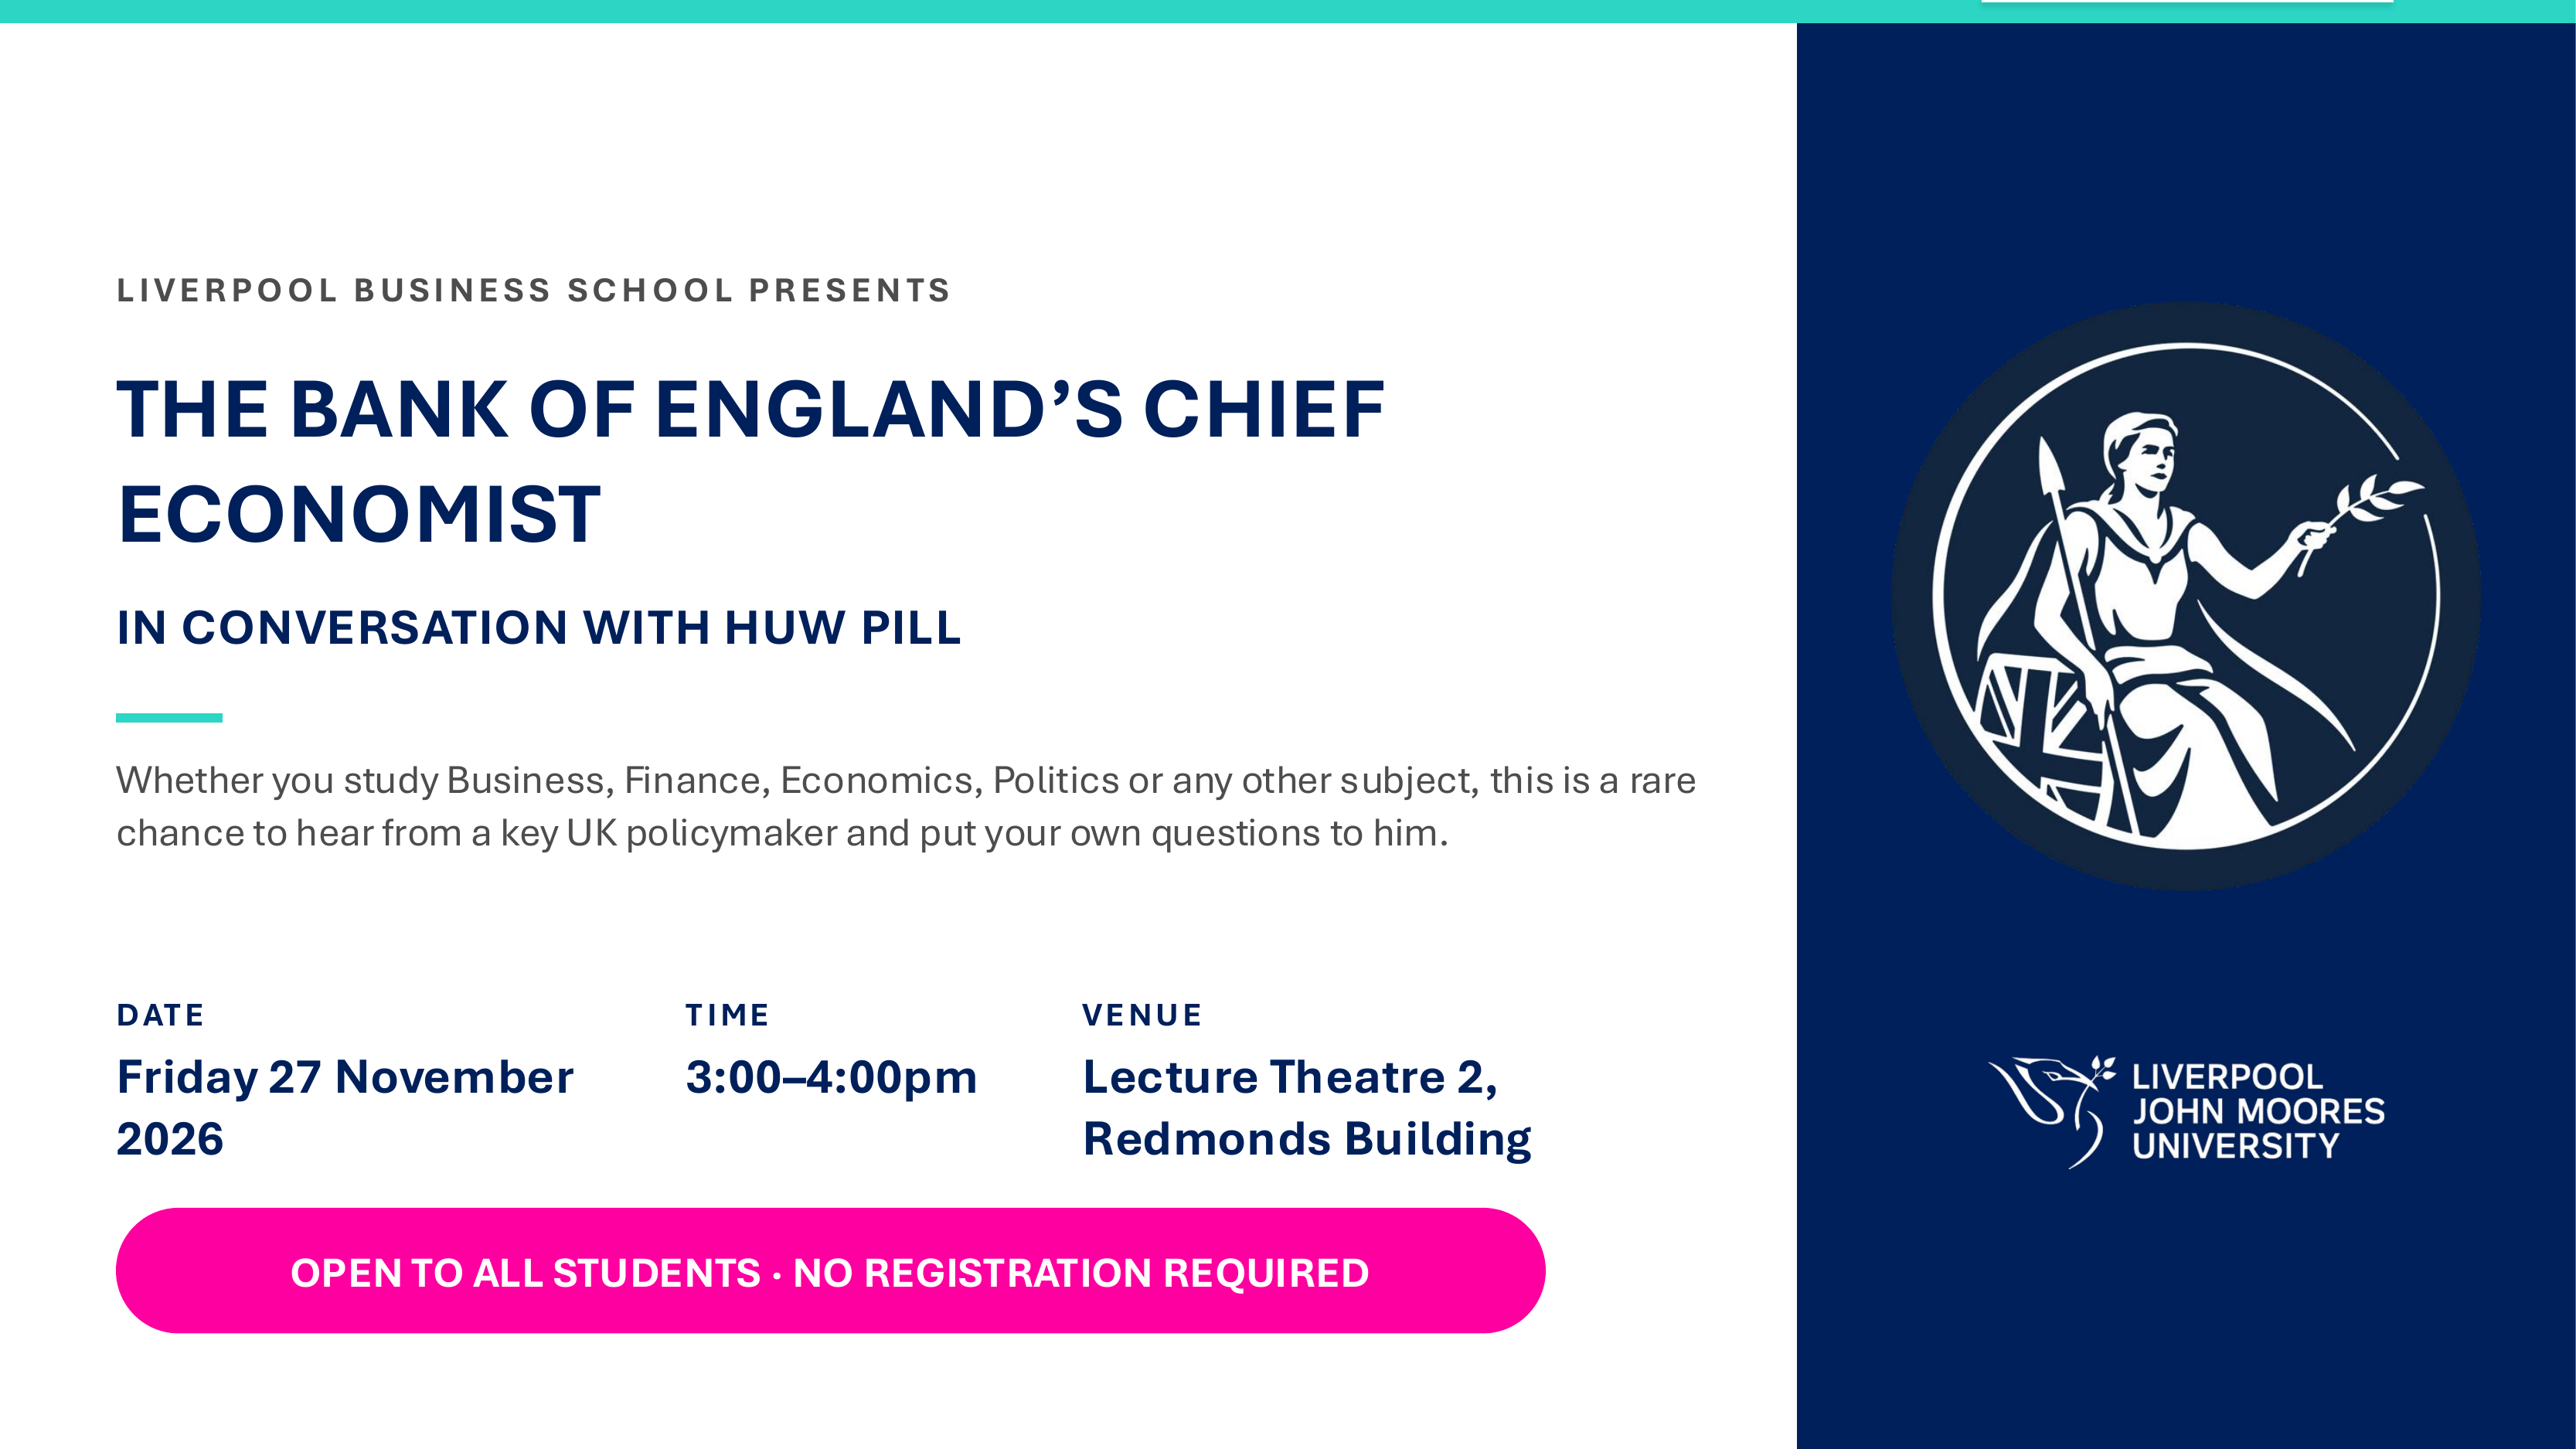 LIVERPOOL BUSINESS SCHOOL PRESENTS
THE BANK OF ENGLAND’S CHIEF
ECONOMIST
IN CONVERSATION WITH HUW PILL
Whether you study Business, Finance, Economics, Politics or any other subject, this is a rare
chance to hear from a key UK policymaker and put your own questions to him.
DATE
Friday 27 November
2026
TIME
3:00–4:00pm
VENUE
Lecture Theatre 2,
Redmonds Building
OPEN TO ALL STUDENTS · NO REGISTRATION REQUIRED
LIVERPOOL
JOHN MOORES
UNIVERSITY